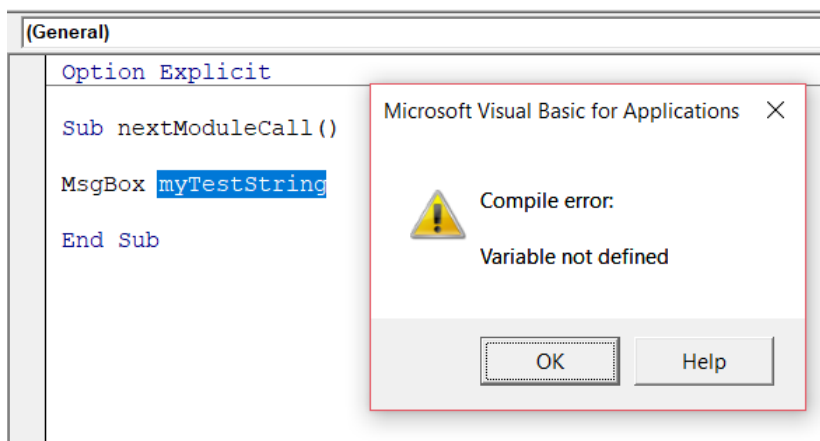 (General)
Option Explicit
Sub nextModuleCall()
MsgBox myTestString
End Sub
Microsoft Visual Basic for Applications
Compile error:
Variable not defined
OK
Help